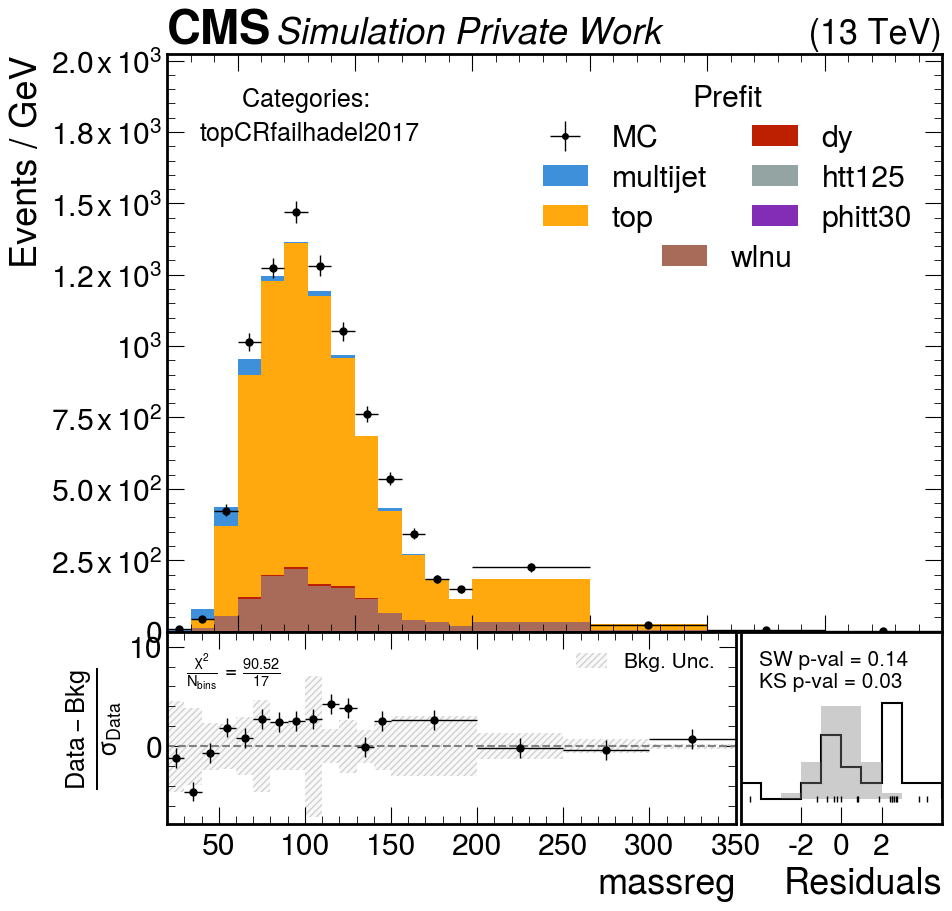 CMS Simulation Private Work (13 TeV)
Events / GeV
2.0 x 10³
1.8 x 10³
1.5 x 10³
1.2 x 10³
10³
7.5 x 10²
5.0 x 10²
2.5 x 10²
0
Categories:
topCRfailhadel2017
Prefit
MC
multijet
top
dy
htt125
phitt30
wlnu
Data – Bkg
σData
10
0
χ²/Nbins = 90.52/17
Bkg. Unc.
50 100 150 200 250 300 350
massreg
SW p-val = 0.14
KS p-val = 0.03
-2 0 2
Residuals